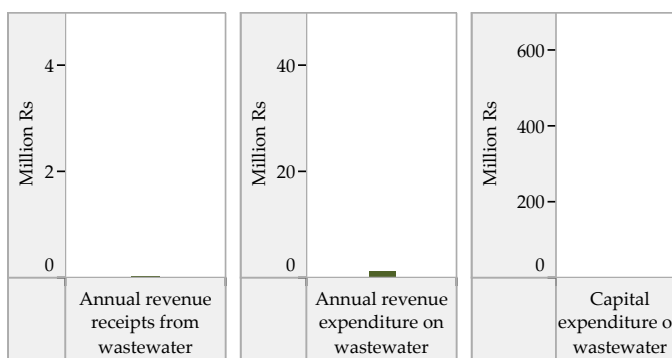 4
2
0
Million Rs
Annual revenue
receipts from
wastewater
40
20
0
Million Rs
Annual revenue
expenditure on
wastewater
600
400
200
0
Million Rs
Capital
expenditure o
wastewater